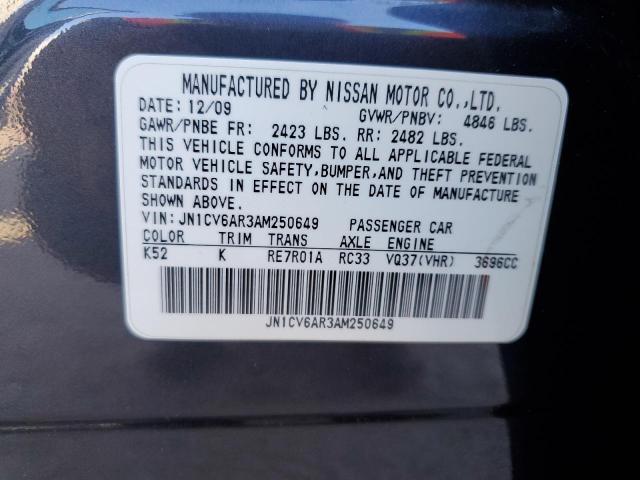 MANUFACTURED BY NISSAN MOTOR CO.,LTD.
DATE: 12/09 GVWR/PNBV: 4846 LBS.
GAWR/PNBE FR: 2423 LBS. RR: 2482 LBS.
THIS VEHICLE CONFORMS TO ALL APPLICABLE FEDERAL
MOTOR VEHICLE SAFETY,BUMPER,AND THEFT PREVENTION
STANDARDS IN EFFECT ON THE DATE OF MANUFACTURE
SHOWN ABOVE.
VIN:JN1CV6AR3AM250649 PASSENGER CAR
COLOR TRIM TRANS AXLE ENGINE
K52 K RE7R01A RC33 VQ37(VHR) 3696CC
JN1CV6AR3AM250649